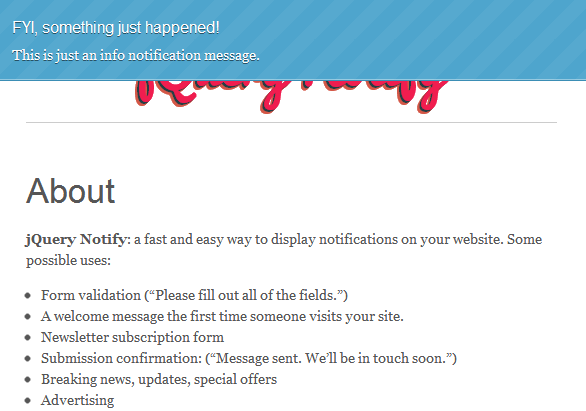 FYI, something just happened!
This is just an info notification message.
About
jQuery Notify: a fast and easy way to display notifications on your website. Some
possible uses:
Form validation (“Please fill out all of the fields.”)
A welcome message the first time someone visits your site.
Newsletter subscription form
Submission confirmation: (“Message sent. We’ll be in touch soon.”)
Breaking news, updates, special offers
Advertising